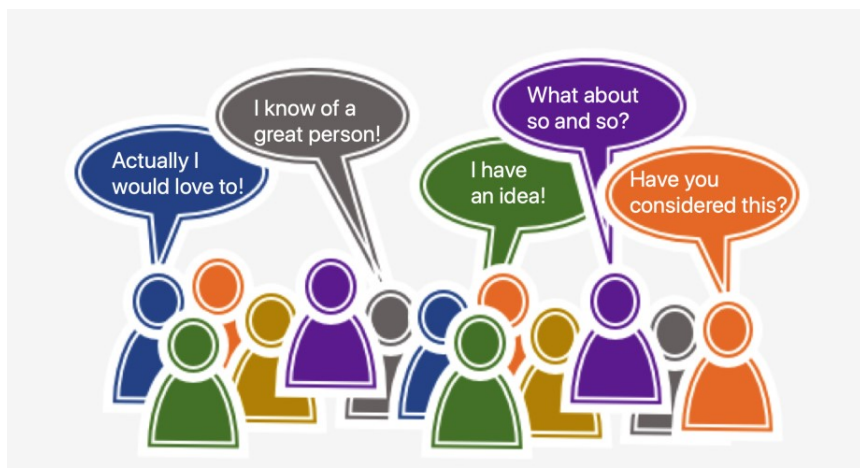 Actually I
would love to!
I know of a
great person!
I have
an idea!
What about
so and so?
Have you
considered this?